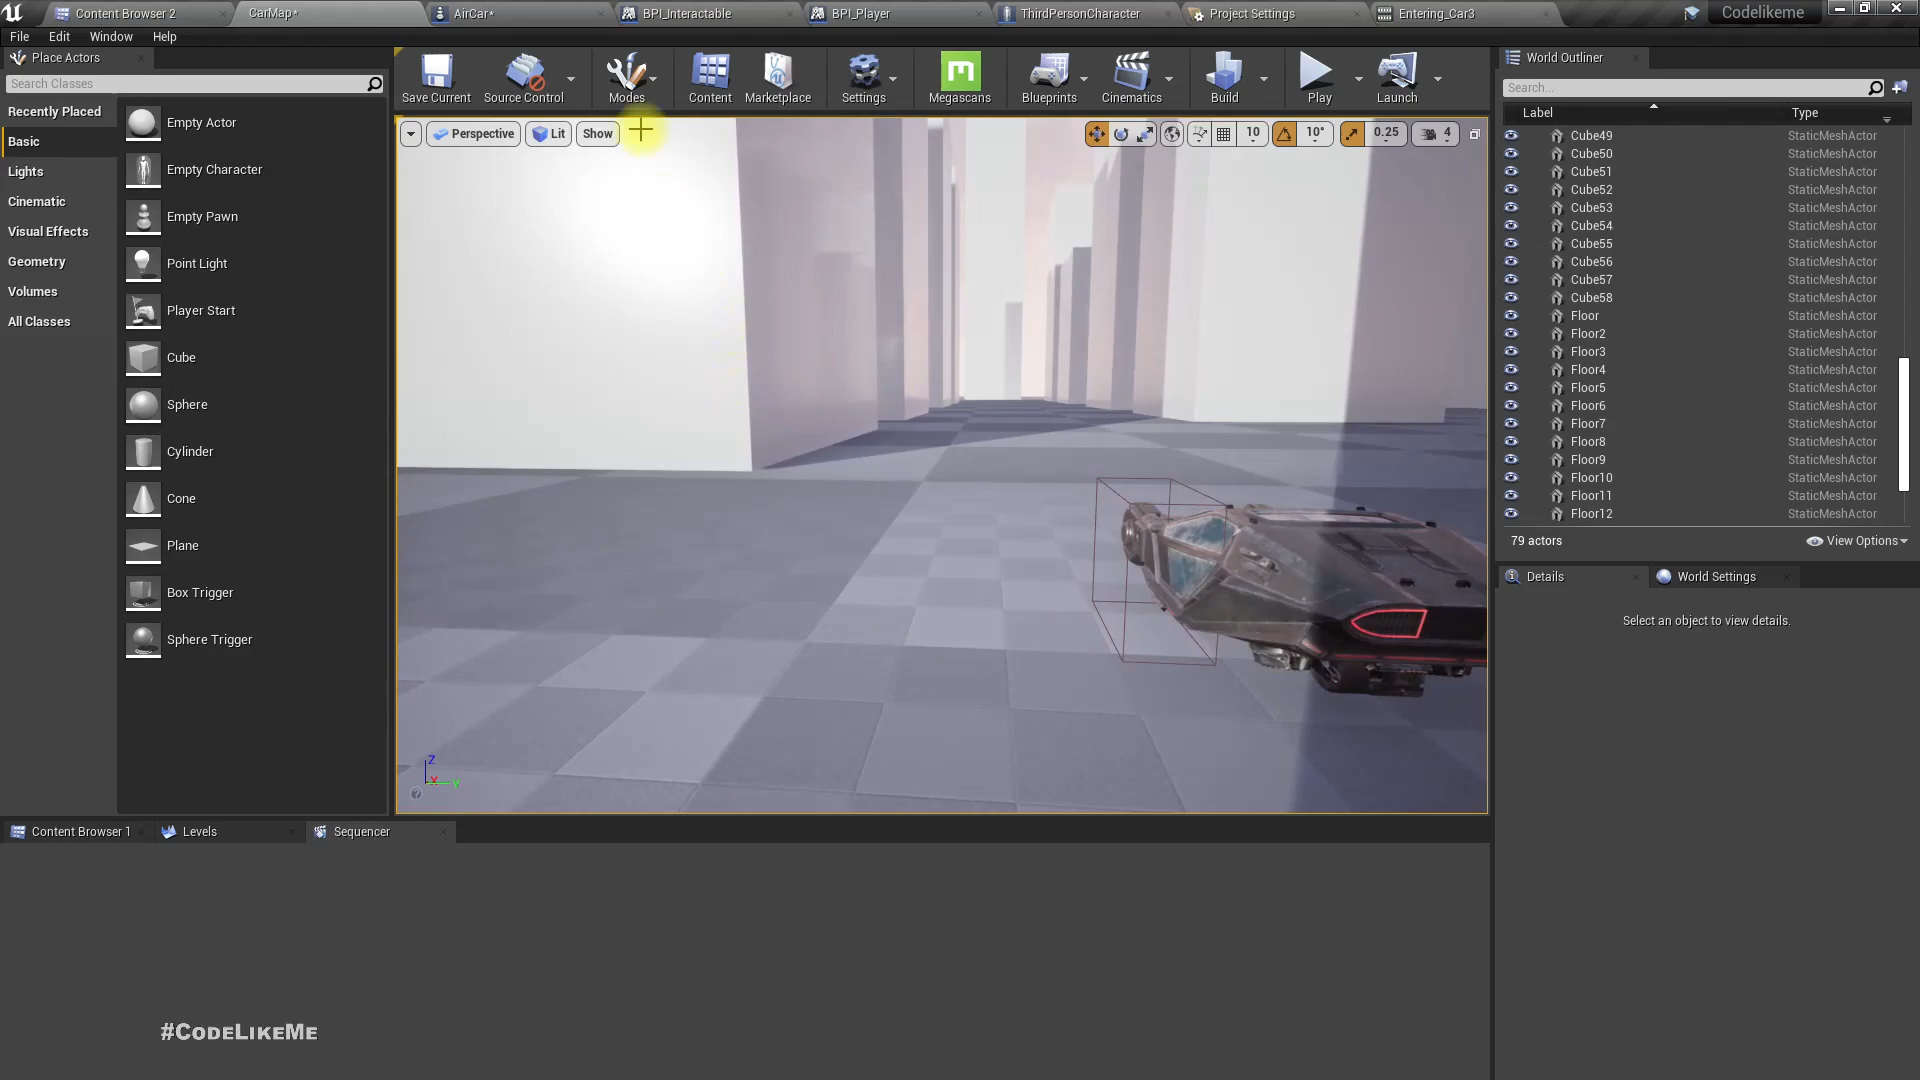 Content Browser 2
CarMap*
AirCar*
BPI_Interactable
BPI_Player
ThirdPersonCharacter
Project Settings
Entering_Car3
Codelikeme
File Edit Window Help
Place Actors
Search Classes
Recently Placed
Basic
Lights
Cinematic
Visual Effects
Geometry
Volumes
All Classes
Empty Actor
Empty Character
Empty Pawn
Point Light
Player Start
Cube
Sphere
Cylinder
Cone
Plane
Box Trigger
Sphere Trigger
Save Current
Source Control
Modes
Content
Marketplace
Settings
Megascans
Blueprints
Cinematics
Build
Play
Launch
Perspective
Lit
Show
10
10°
0.25
4
Z
X
Y
World Outliner
Search...
Label Type
Cube49 StaticMeshActor
Cube50 StaticMeshActor
Cube51 StaticMeshActor
Cube52 StaticMeshActor
Cube53 StaticMeshActor
Cube54 StaticMeshActor
Cube55 StaticMeshActor
Cube56 StaticMeshActor
Cube57 StaticMeshActor
Cube58 StaticMeshActor
Floor StaticMeshActor
Floor2 StaticMeshActor
Floor3 StaticMeshActor
Floor4 StaticMeshActor
Floor5 StaticMeshActor
Floor6 StaticMeshActor
Floor7 StaticMeshActor
Floor8 StaticMeshActor
Floor9 StaticMeshActor
Floor10 StaticMeshActor
Floor11 StaticMeshActor
Floor12 StaticMeshActor
79 actors
View Options
Details
World Settings
Select an object to view details.
Content Browser 1
Levels
Sequencer
#CodeLikeMe